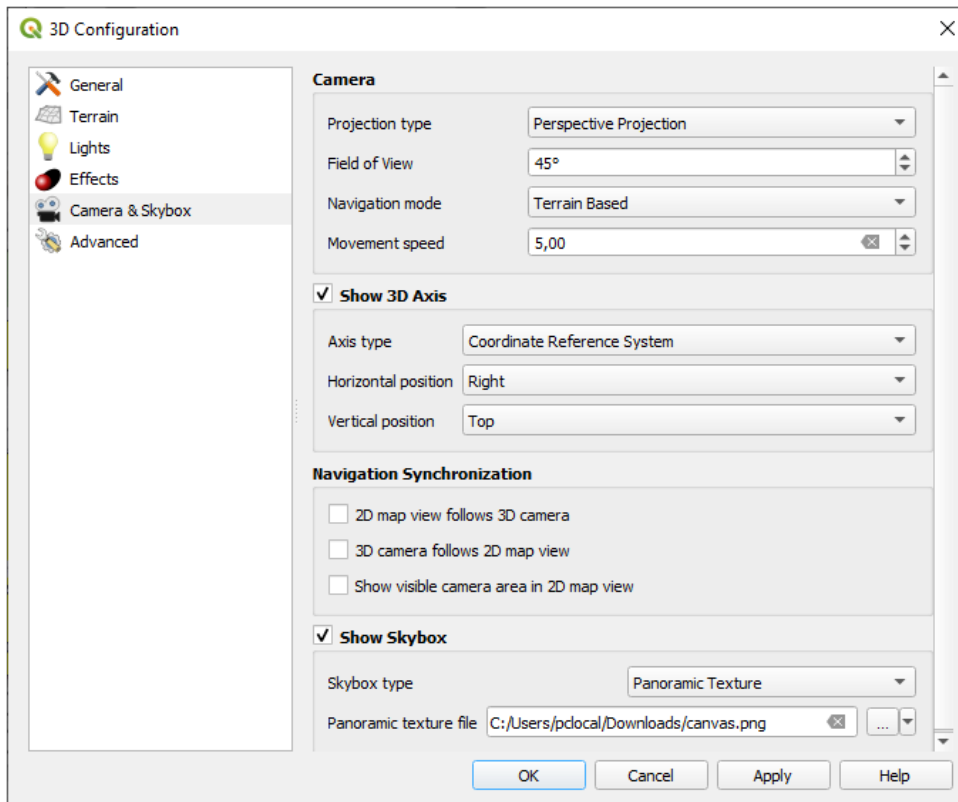 3D Configuration
General
Terrain
Lights
Effects
Camera & Skybox
Advanced
Camera
Projection type Perspective Projection
Field of View 45°
Navigation mode Terrain Based
Movement speed 5,00
Show 3D Axis
Axis type Coordinate Reference System
Horizontal position Right
Vertical position Top
Navigation Synchronization
2D map view follows 3D camera
3D camera follows 2D map view
Show visible camera area in 2D map view
Show Skybox
Skybox type Panoramic Texture
Panoramic texture file C:/Users/pclocal/Downloads/canvas.png ...
OK Cancel Apply Help